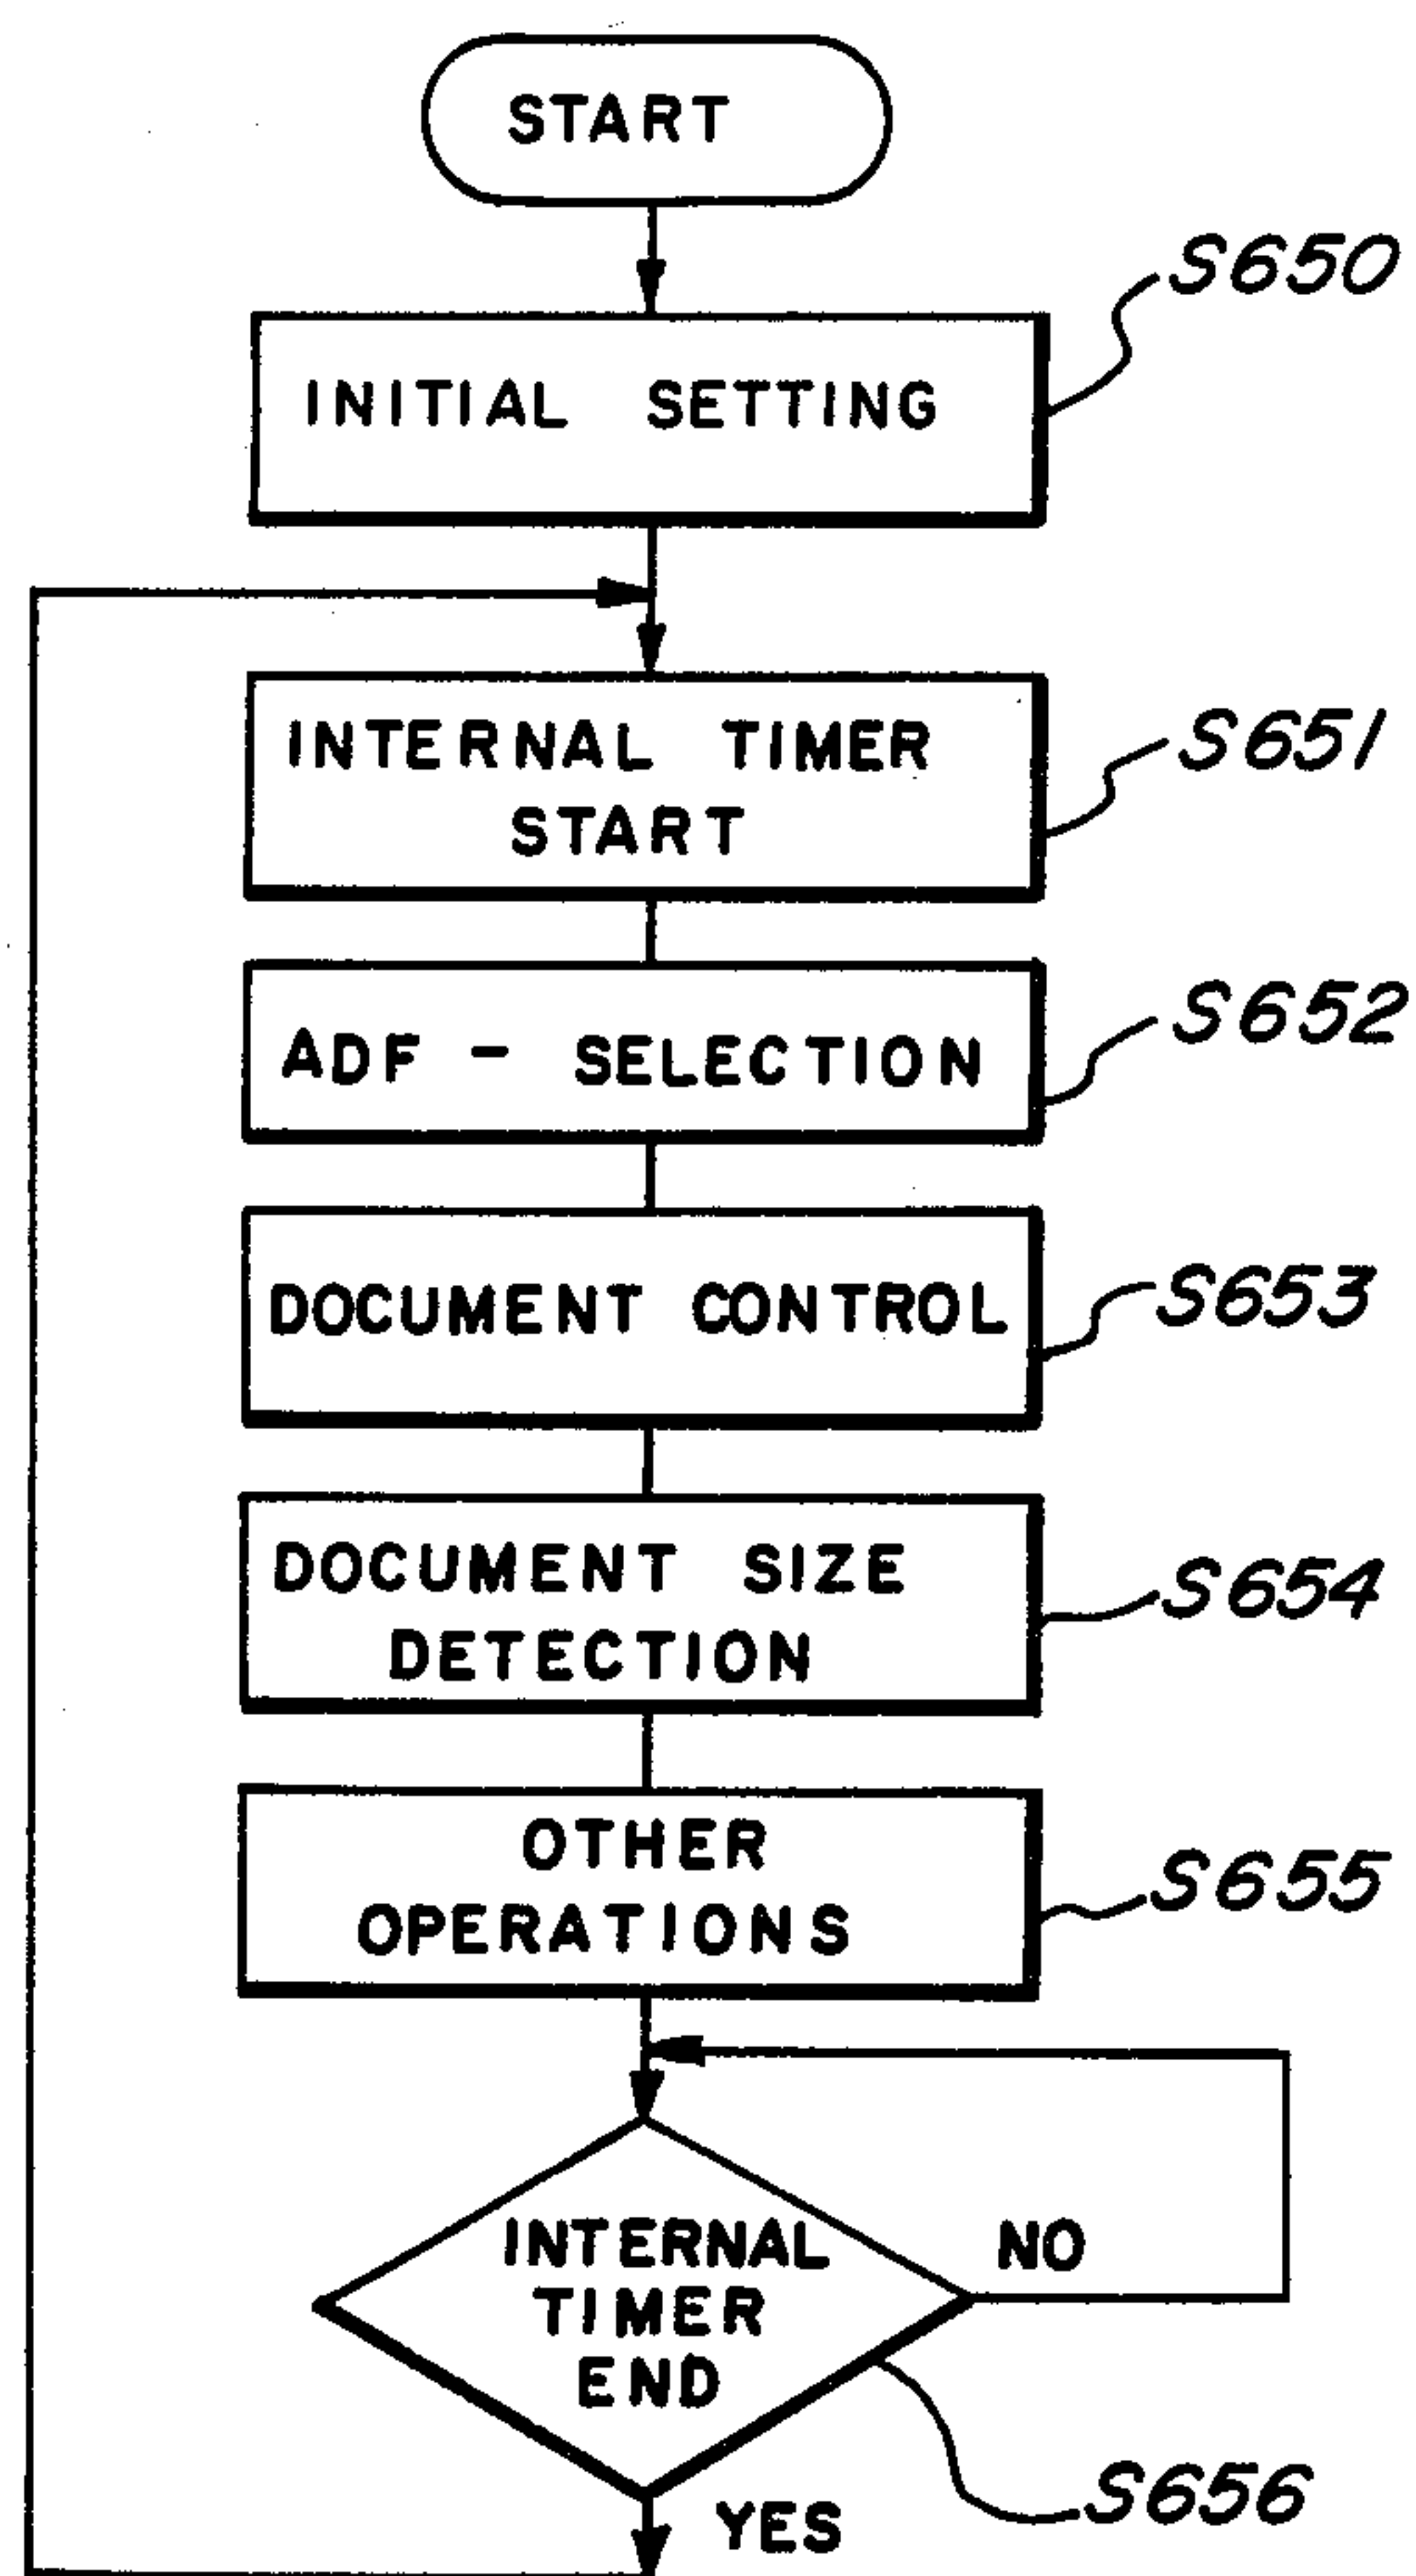 START
S650
INITIAL SETTING
INTERNAL TIMER
START
S651
ADF - SELECTION
S652
DOCUMENT CONTROL
S653
DOCUMENT SIZE
DETECTION
S654
OTHER
OPERATIONS
S655
INTERNAL
TIMER
END
NO
S656
YES